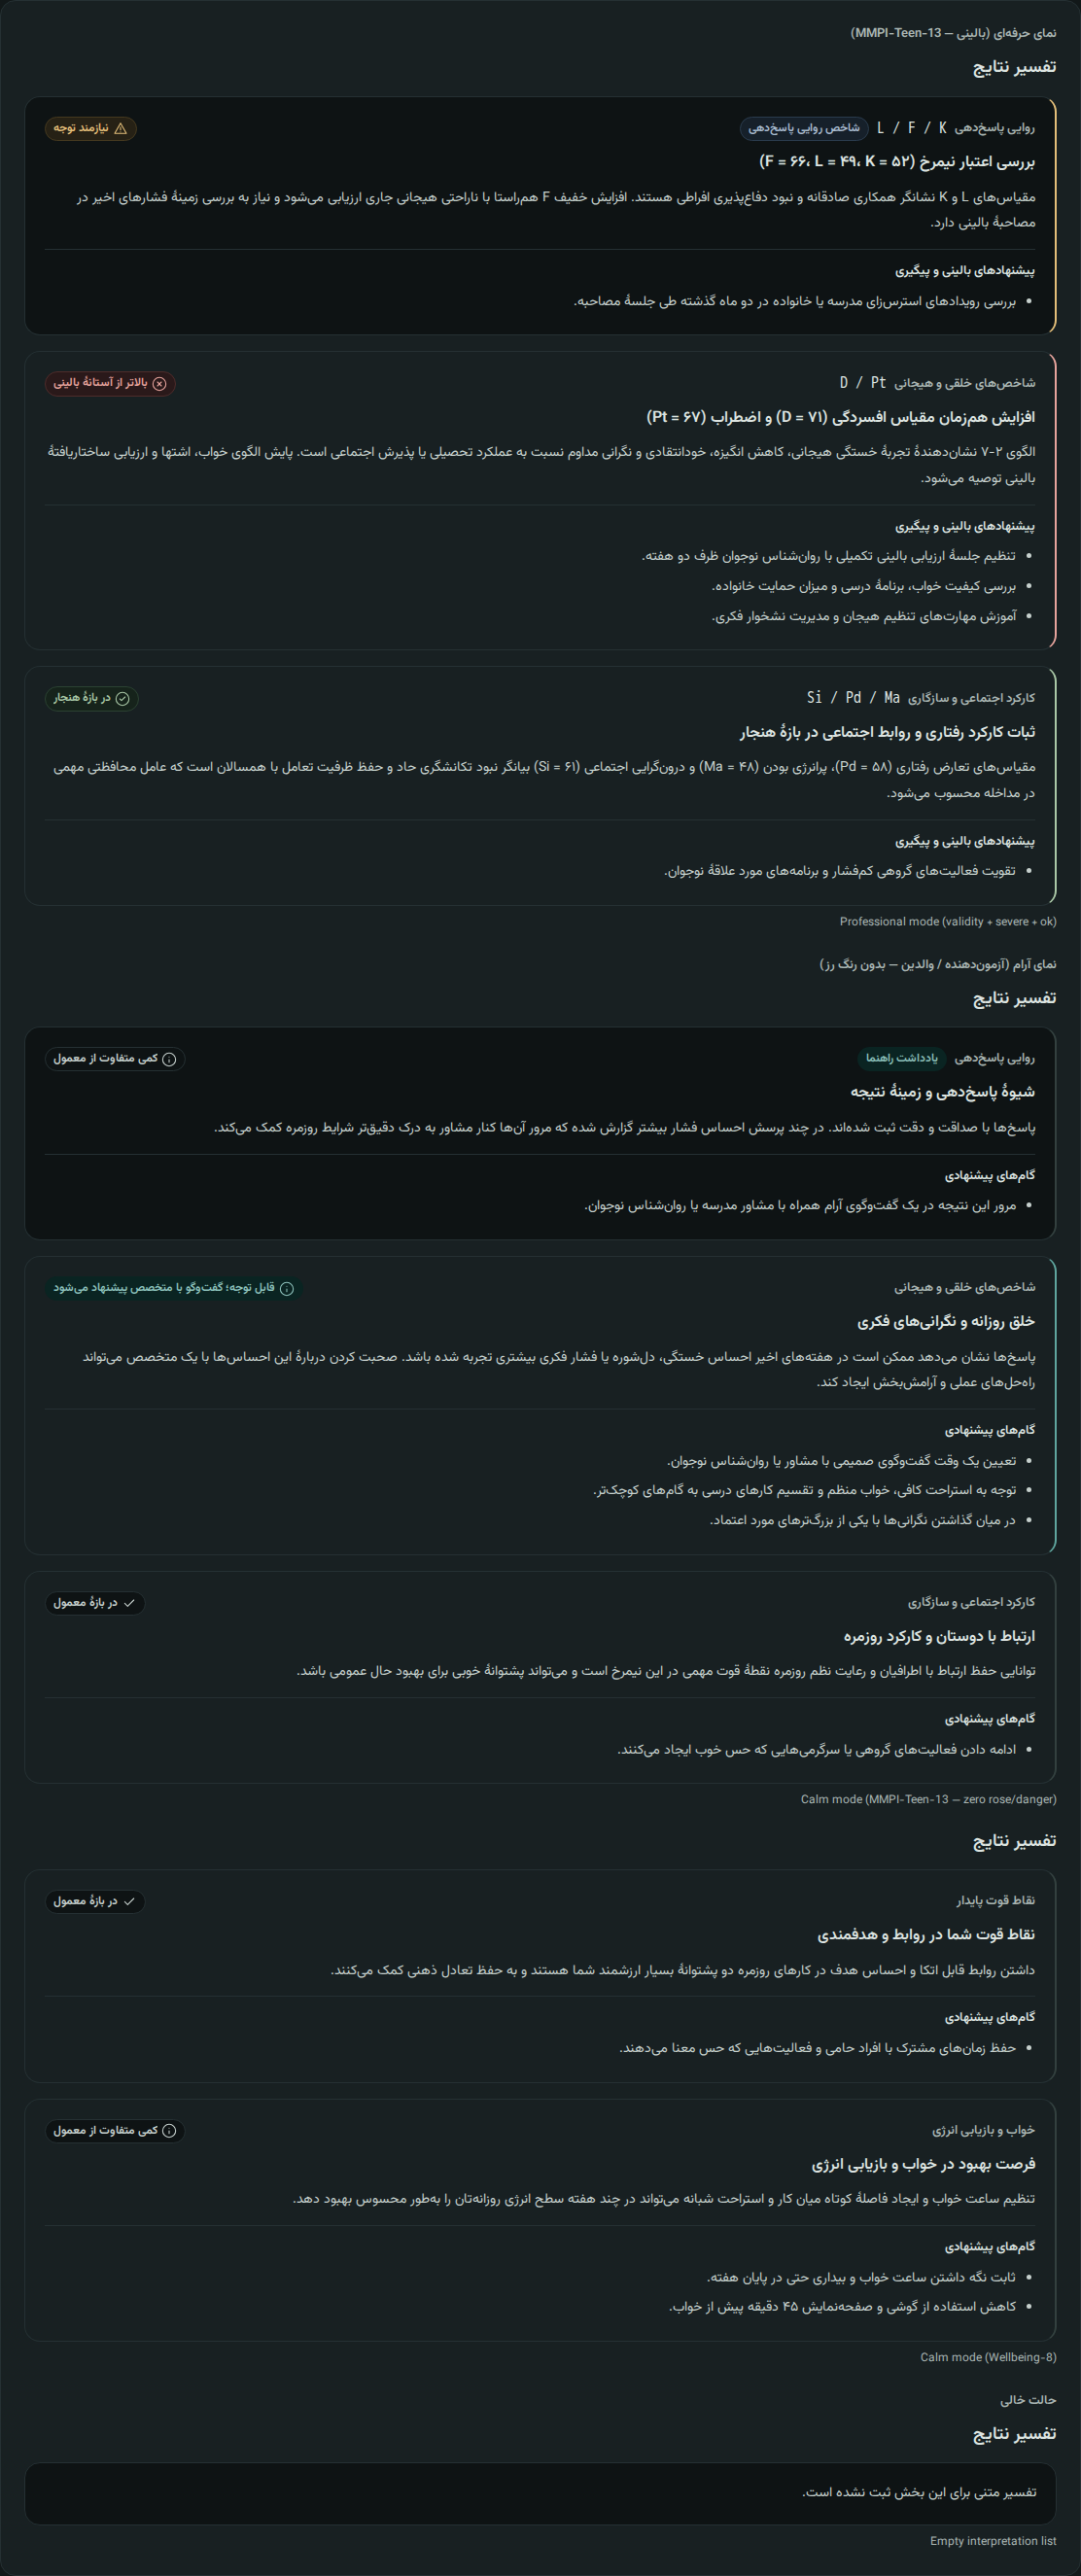 نمای حرفه‌ای (بالینی — MMPI-Teen-13)
تفسیر نتایج
روایی پاسخ‌دهی L / F / K شاخص روایی پاسخ‌دهی
نیازمند توجه
بررسی اعتبار نیمرخ (F = ۶۶، L = ۴۹، K = ۵۲)
مقیاس‌های L و K نشانگر همکاری صادقانه و نبود دفاع‌پذیری افراطی هستند. افزایش خفیف F هم‌راستا با ناراحتی هیجانی جاری ارزیابی می‌شود و نیاز به بررسی زمینهٔ فشارهای اخیر در
مصاحبهٔ بالینی دارد.
پیشنهادهای بالینی و پیگیری
• بررسی رویدادهای استرس‌زای مدرسه یا خانواده در دو ماه گذشته طی جلسهٔ مصاحبه.
شاخص‌های خلقی و هیجانی D / Pt
بالاتر از آستانهٔ بالینی
افزایش هم‌زمان مقیاس افسردگی (D = ۷۱) و اضطراب (Pt = ۶۷)
الگوی ۲-۷ نشان‌دهندهٔ تجربهٔ خستگی هیجانی، کاهش انگیزه، خودانتقادی و نگرانی مداوم نسبت به عملکرد تحصیلی یا پذیرش اجتماعی است. پایش الگوی خواب، اشتها و ارزیابی ساختاریافتهٔ
بالینی توصیه می‌شود.
پیشنهادهای بالینی و پیگیری
• تنظیم جلسهٔ ارزیابی بالینی تکمیلی با روان‌شناس نوجوان ظرف دو هفته.
• بررسی کیفیت خواب، برنامهٔ درسی و میزان حمایت خانواده.
• آموزش مهارت‌های تنظیم هیجان و مدیریت نشخوار فکری.
کارکرد اجتماعی و سازگاری Si / Pd / Ma
در بازهٔ هنجار
ثبات کارکرد رفتاری و روابط اجتماعی در بازهٔ هنجار
مقیاس‌های تعارض رفتاری (Pd = ۵۸)، پرانرژی بودن (Ma = ۴۸) و درون‌گرایی اجتماعی (Si = ۶۱) بیانگر نبود تکانشگری حاد و حفظ ظرفیت تعامل با همسالان است که عامل محافظتی مهمی
در مداخله محسوب می‌شود.
پیشنهادهای بالینی و پیگیری
• تقویت فعالیت‌های گروهی کم‌فشار و برنامه‌های مورد علاقهٔ نوجوان.
Professional mode (validity + severe + ok)
نمای آرام (آزمون‌دهنده / والدین — بدون رنگ رز)
تفسیر نتایج
روایی پاسخ‌دهی یادداشت راهنما
کمی متفاوت از معمول
شیوهٔ پاسخ‌دهی و زمینهٔ نتیجه
پاسخ‌ها با صداقت و دقت ثبت شده‌اند. در چند پرسش احساس فشار بیشتر گزارش شده که مرور آن‌ها کنار مشاور به درک دقیق‌تر شرایط روزمره کمک می‌کند.
گام‌های پیشنهادی
• مرور این نتیجه در یک گفت‌وگوی آرام همراه با مشاور مدرسه یا روان‌شناس نوجوان.
شاخص‌های خلقی و هیجانی
قابل توجه؛ گفت‌وگو با متخصص پیشنهاد می‌شود
خلق روزانه و نگرانی‌های فکری
پاسخ‌ها نشان می‌دهد ممکن است در هفته‌های اخیر احساس خستگی، دل‌شوره یا فشار فکری بیشتری تجربه شده باشد. صحبت کردن دربارهٔ این احساس‌ها با یک متخصص می‌تواند
راه‌حل‌های عملی و آرامش‌بخش ایجاد کند.
گام‌های پیشنهادی
• تعیین یک وقت گفت‌وگوی صمیمی با مشاور یا روان‌شناس نوجوان.
• توجه به استراحت کافی، خواب منظم و تقسیم کارهای درسی به گام‌های کوچک‌تر.
• در میان گذاشتن نگرانی‌ها با یکی از بزرگ‌ترهای مورد اعتماد.
کارکرد اجتماعی و سازگاری
در بازهٔ معمول
ارتباط با دوستان و کارکرد روزمره
توانایی حفظ ارتباط با اطرافیان و رعایت نظم روزمره نقطهٔ قوت مهمی در این نیمرخ است و می‌تواند پشتوانهٔ خوبی برای بهبود حال عمومی باشد.
گام‌های پیشنهادی
• ادامه دادن فعالیت‌های گروهی یا سرگرمی‌هایی که حس خوب ایجاد می‌کنند.
Calm mode (MMPI-Teen-13 — zero rose/danger)
تفسیر نتایج
نقاط قوت پایدار
در بازهٔ معمول
نقاط قوت شما در روابط و هدفمندی
داشتن روابط قابل اتکا و احساس هدف در کارهای روزمره دو پشتوانهٔ بسیار ارزشمند شما هستند و به حفظ تعادل ذهنی کمک می‌کنند.
گام‌های پیشنهادی
• حفظ زمان‌های مشترک با افراد حامی و فعالیت‌هایی که حس معنا می‌دهند.
خواب و بازیابی انرژی
کمی متفاوت از معمول
فرصت بهبود در خواب و بازیابی انرژی
تنظیم ساعت خواب و ایجاد فاصلهٔ کوتاه میان کار و استراحت شبانه می‌تواند در چند هفته سطح انرژی روزانه‌تان را به‌طور محسوس بهبود دهد.
گام‌های پیشنهادی
• ثابت نگه داشتن ساعت خواب و بیداری حتی در پایان هفته.
• کاهش استفاده از گوشی و صفحه‌نمایش ۴۵ دقیقه پیش از خواب.
Calm mode (Wellbeing-8)
حالت خالی
تفسیر نتایج
تفسیر متنی برای این بخش ثبت نشده است.
Empty interpretation list